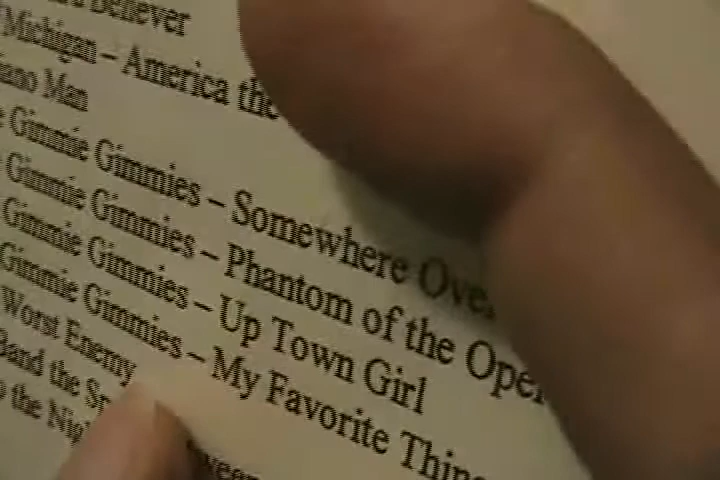 Believer
Michigan – America the
Man
Gimmie Gimmies – Somewhere Over
Gimmie Gimmies – Phantom of the Oper
Gimmie Gimmies – Up Town Girl
Gimmie Gimmies – My Favorite Thin
Worst Enemy
Band the Sp
the Nig